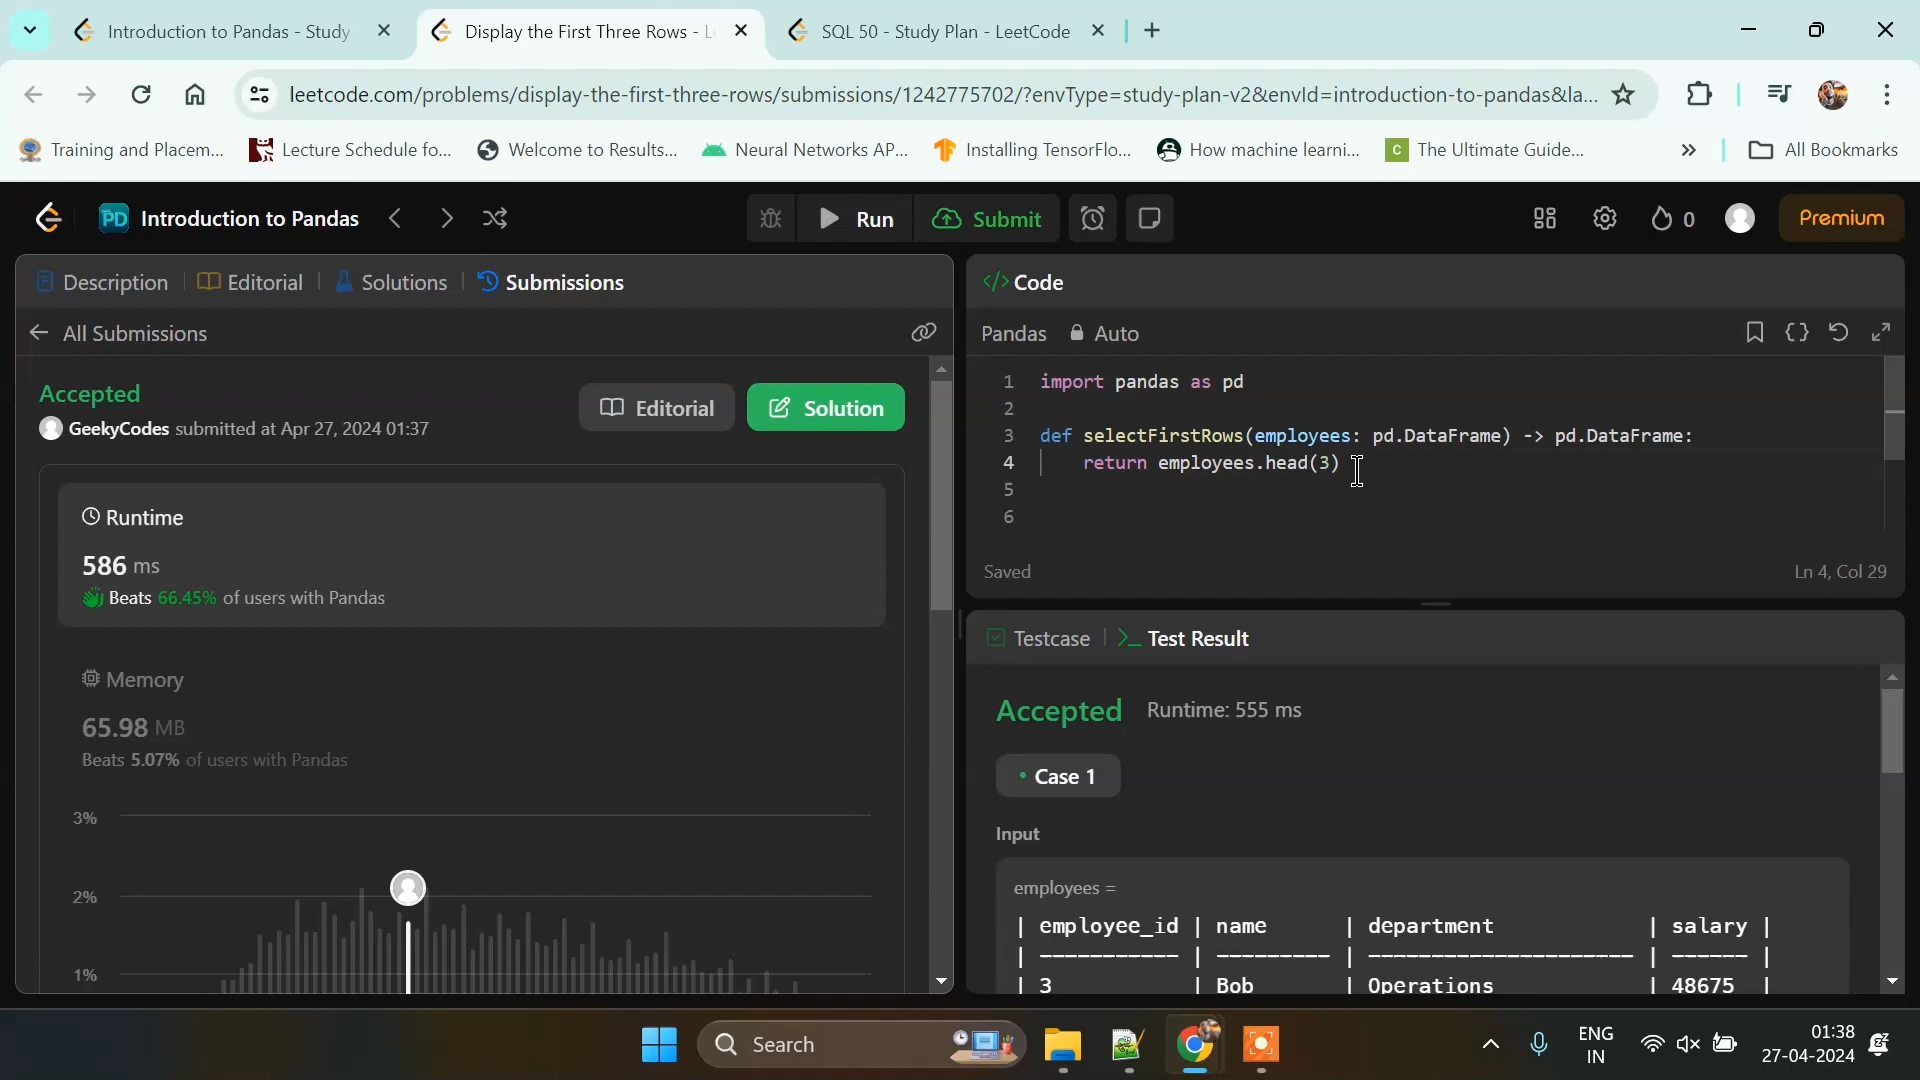 Introduction to Pandas - Study
Display the First Three Rows - L
SQL 50 - Study Plan - LeetCode
leetcode.com/problems/display-the-first-three-rows/submissions/1242775702/?envType=study-plan-v2&envId=introduction-to-pandas&la...
Training and Placem...
Lecture Schedule fo...
Welcome to Results...
Neural Networks AP...
Installing TensorFlo...
How machine learni...
C The Ultimate Guide...
»
All Bookmarks
PD Introduction to Pandas
Run
Submit
0
Premium
Description
Editorial
Solutions
Submissions
All Submissions
Accepted
GeekyCodes submitted at Apr 27, 2024 01:37
Editorial
Solution
Runtime
586 ms
Beats 66.45% of users with Pandas
Memory
65.98 MB
Beats 5.07% of users with Pandas
3%
2%
1%
</> Code
Pandas
Auto
1 import pandas as pd
2
3 def selectFirstRows(employees: pd.DataFrame) -> pd.DataFrame:
4 return employees.head(3)
5
6
Saved
Ln 4, Col 29
Testcase
>_ Test Result
Accepted Runtime: 555 ms
• Case 1
Input
employees =
| employee_id | name | department | salary |
| ----------- | --------- | --------------------- | ------ |
| 3 | Bob | Operations | 48675 |
Search
ENG
IN
01:38
27-04-2024